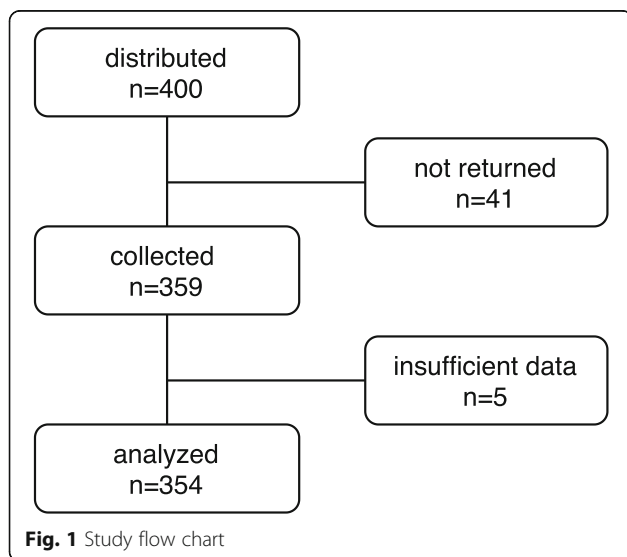 distributed
n=400
not returned
n=41
collected
n=359
insufficient data
n=5
analyzed
n=354
Fig. 1 Study flow chart